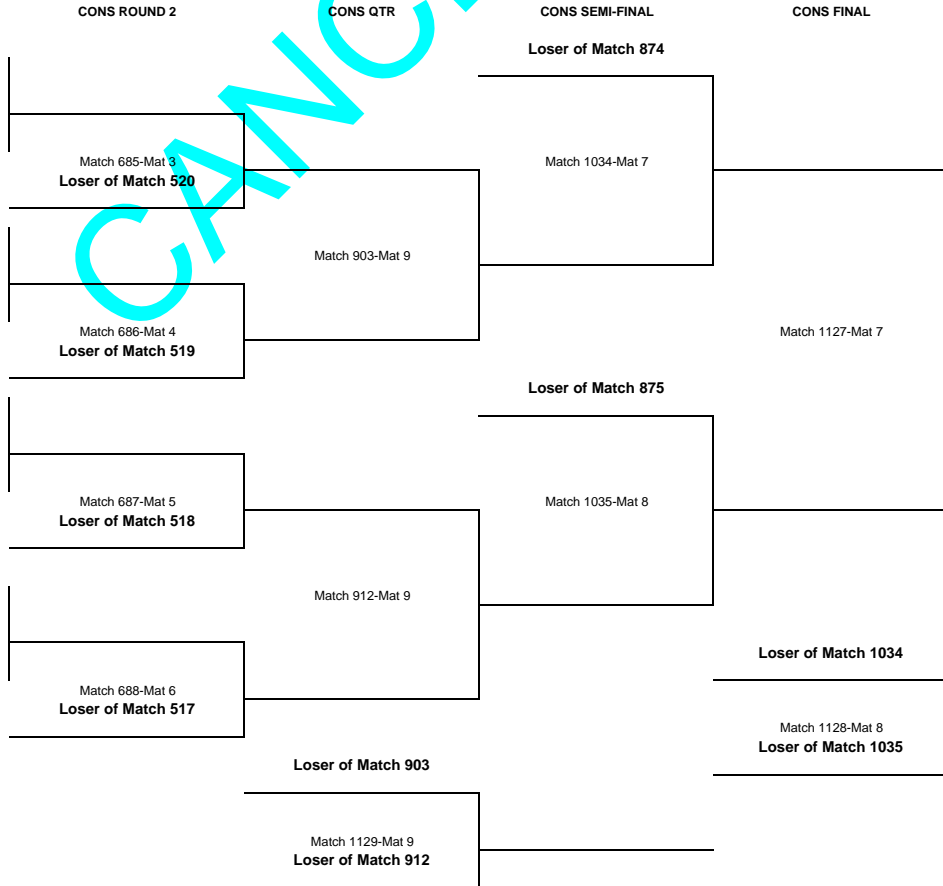 CONS ROUND 2
CONS QTR
CONS SEMI-FINAL
CONS FINAL
Loser of Match 874
Match 685-Mat 3
Loser of Match 520
Match 1034-Mat 7
Match 903-Mat 9
Match 686-Mat 4
Loser of Match 519
Match 1127-Mat 7
Loser of Match 875
Match 687-Mat 5
Loser of Match 518
Match 1035-Mat 8
Match 912-Mat 9
Loser of Match 1034
Match 688-Mat 6
Loser of Match 517
Match 1128-Mat 8
Loser of Match 1035
Loser of Match 903
Match 1129-Mat 9
Loser of Match 912
CANC